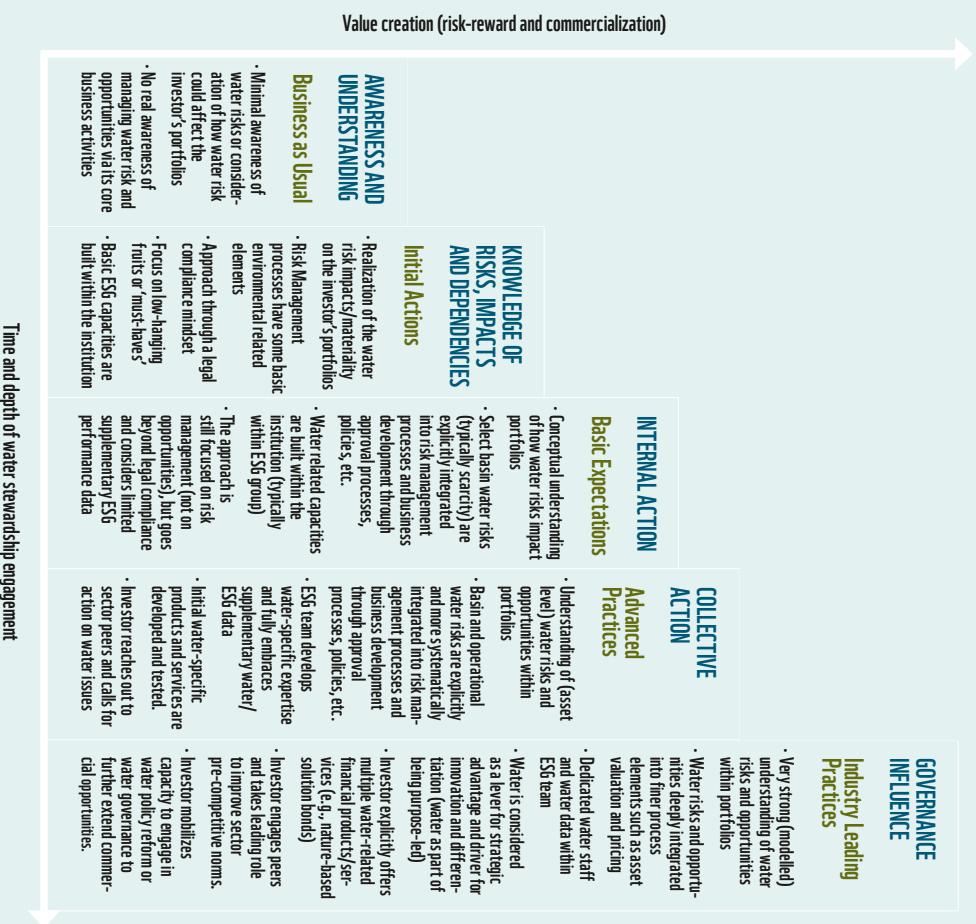 Value creation (risk-reward and commercialization)
AWARENESS AND
UNDERSTANDING
Business as Usual
· Minimal awareness of
water risks or consider-
ation of how water risk
could affect the
investor's portfolios
· No real awareness of
managing water risk and
opportunities via its core
business activities
KNOWLEDGE OF
RISKS, IMPACTS
AND DEPENDENCIES
Initial Actions
· Realization of the water
risk impacts/materiality
on the investor's portfolios
· Risk Management
processes have some basic
environmental related
elements
· Approach through a legal
compliance mindset
· Focus on low-hanging
fruits or 'must-haves'
· Basic ESG capacities are
built within the institution
INTERNAL ACTION
Basic Expectations
· Conceptual understanding
of how water risks impact
portfolios
· Select basin water risks
(typically scarcity) are
explicitly integrated
into risk management
processes and business
development through
approval processes,
policies, etc.
· Water related capacities
are built within the
institution (typically
within ESG group)
· The approach is
still focused on risk
management (not on
opportunities), but goes
beyond legal compliance
and considers limited
supplementary ESG
performance data
COLLECTIVE
ACTION
Advanced
Practices
· Understanding of (asset
level) water risks and
opportunities within
portfolios
· Basin and operational
water risks are explicitly
and more systematically
integrated into risk man-
agement processes and
business development
through approval
processes, policies, etc.
· ESG team develops
water-specific expertise
and fully embraces
supplementary water/
ESG data
· Initial water-specific
products and services are
developed and tested.
· Investor reaches out to
sector peers and calls for
action on water issues
GOVERNANCE
INFLUENCE
Industry Leading
Practices
· Very strong (modelled)
understanding of water
risks and opportunities
within portfolios
· Water risks and opportu-
nities deeply integrated
into finer process
elements such as asset
valuation and pricing
· Dedicated water staff
and water data within
ESG team
· Water is considered
as a lever for strategic
advantage and driver for
innovation and differen-
tiation (water as part of
being purpose-led)
· Investor explicitly offers
multiple water-related
financial products/ser-
vices (e.g., nature-based
solution bonds)
· Investor engages peers
and takes leading role
to improve sector
pre-competitive norms.
· Investor mobilizes
capacity to engage in
water policy reform or
water governance to
further extend commer-
cial opportunities.
Time and depth of water stewardship engagement